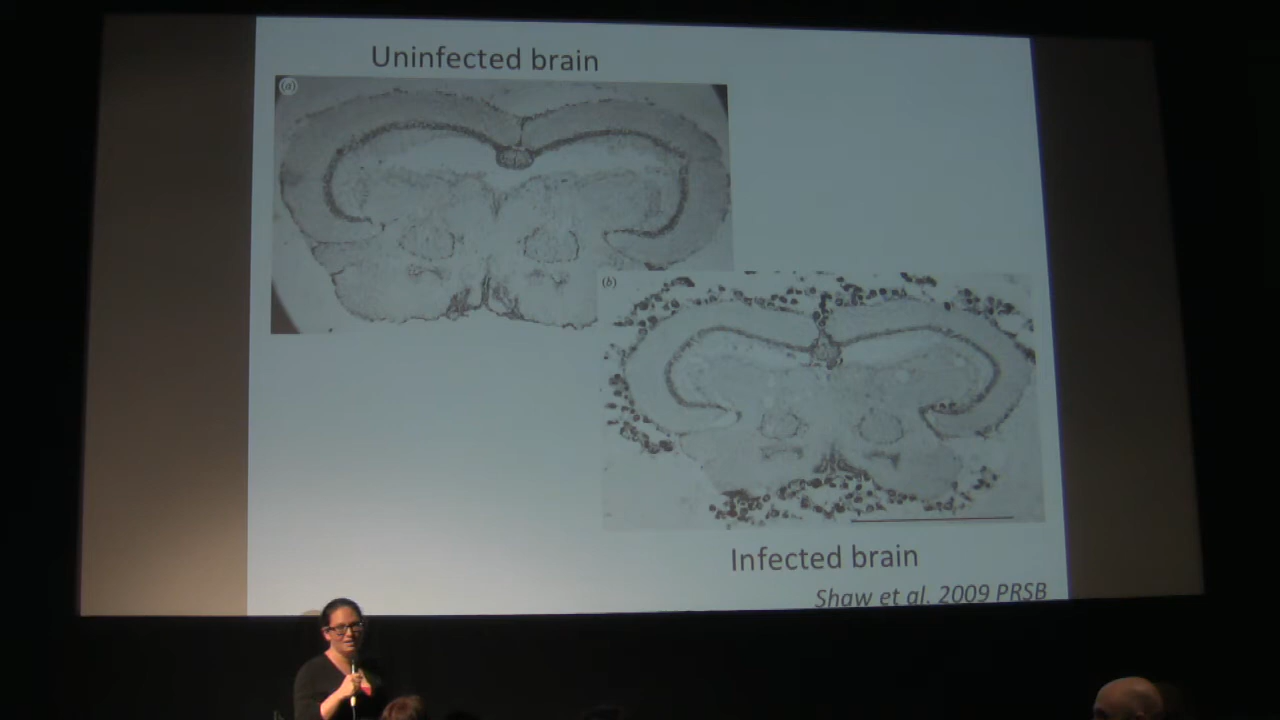 Uninfected brain
(a)
(b)
Infected brain
Shaw et al. 2009 PRSB